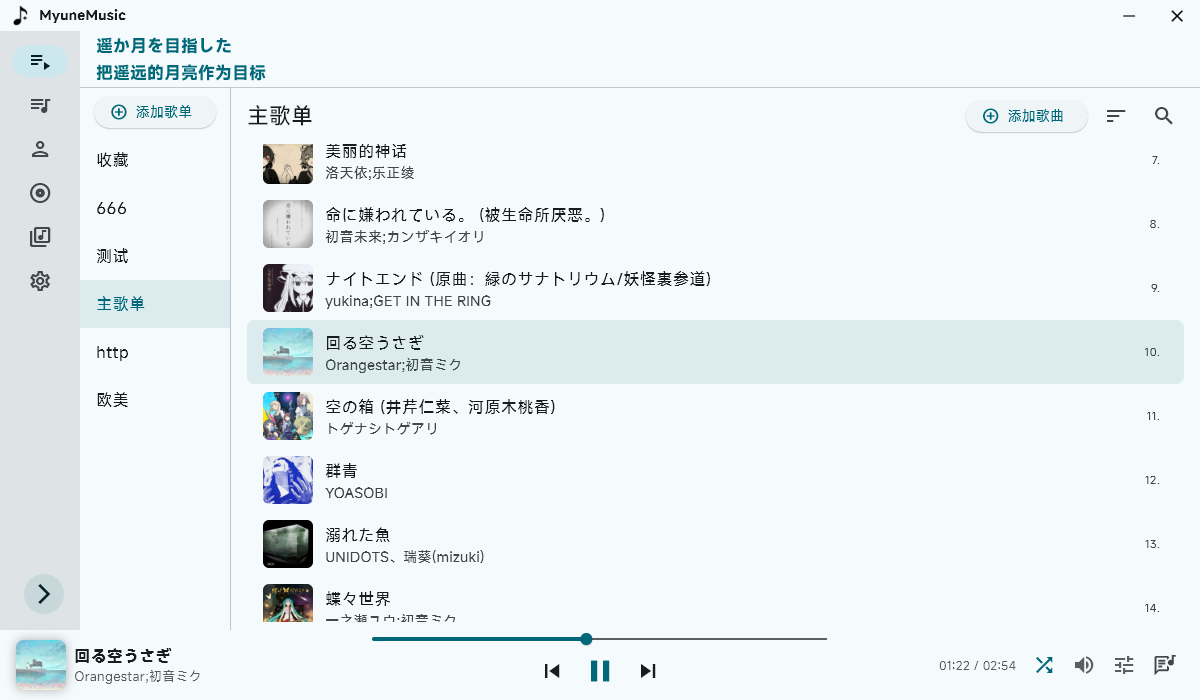 MyuneMusic
遥か月を目指した
把遥远的月亮作为目标
添加歌单
收藏
666
测试
主歌单
http
欧美
主歌单
添加歌曲
美丽的神话
洛天依;乐正绫
7.
命に嫌われている。 (被生命所厌恶。)
初音未来;カンザキイオリ
8.
ナイトエンド (原曲：緑のサナトリウム/妖怪裏参道)
yukina;GET IN THE RING
9.
回る空うさぎ
Orangestar;初音ミク
10.
空の箱 (井芹仁菜、河原木桃香)
トゲナシトゲアリ
11.
群青
YOASOBI
12.
溺れた魚
UNIDOTS、瑞葵(mizuki)
13.
蝶々世界
一之瀬ユウ;初音ミク
14.
回る空うさぎ
Orangestar;初音ミク
01:22 / 02:54